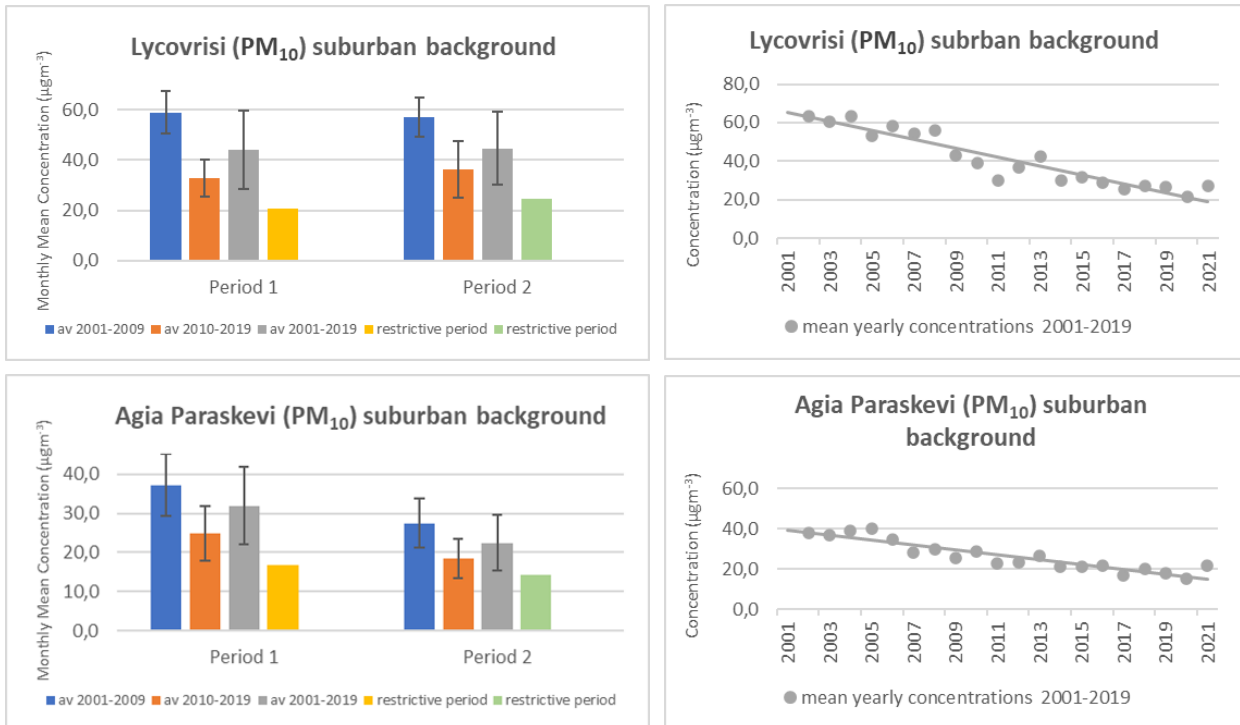 Lycovrisi (PM₁₀) suburban background
Monthly Mean Concentration (µgm⁻³)
60,0
40,0
20,0
0,0
Period 1
Period 2
av 2001-2009
av 2010-2019
av 2001-2019
restrictive period
restrictive period
Lycovrisi (PM₁₀) subrban background
Concentration (µgm⁻³)
80,0
60,0
40,0
20,0
0,0
2001
2003
2005
2007
2009
2011
2013
2015
2017
2019
2021
mean yearly concentrations 2001-2019
Agia Paraskevi (PM₁₀) suburban background
Monthly Mean Concentration (µgm⁻³)
40,0
30,0
20,0
10,0
0,0
Period 1
Period 2
av 2001-2009
av 2010-2019
av 2001-2019
restrictive period
restrictive period
Agia Paraskevi (PM₁₀) suburban
background
Concentration (µgm⁻³)
60,0
40,0
20,0
0,0
2001
2003
2005
2007
2009
2011
2013
2015
2017
2019
2021
mean yearly concentrations 2001-2019